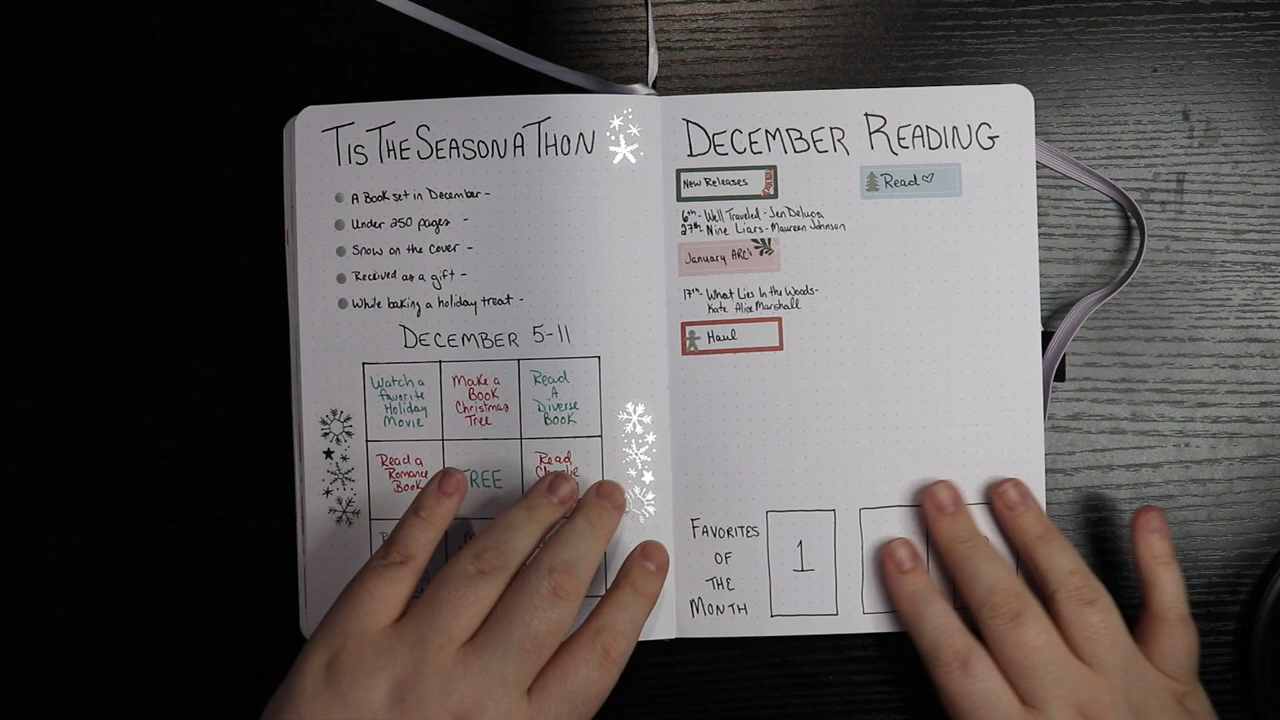 TIS THE SEASON A THON
A Book set in December -
Under 250 pages -
Snow on the cover -
Received as a gift -
While baking a holiday treat -
DECEMBER 5-11
Watch a
favorite
Holiday
Movie
Make a
Book
Christmas
Tree
Read
A
Diverse
Book
Read a
Romance
Book
FREE
Read
DECEMBER READING
New Releases
Read
6th - Well Traveled - Jen DeLuca
27th - Nine Liars - Maureen Johnson
January ARC's
17th - What Lies In the Woods -
Kate Alice Marshall
Haul
FAVORITES
OF
THE
MONTH
1